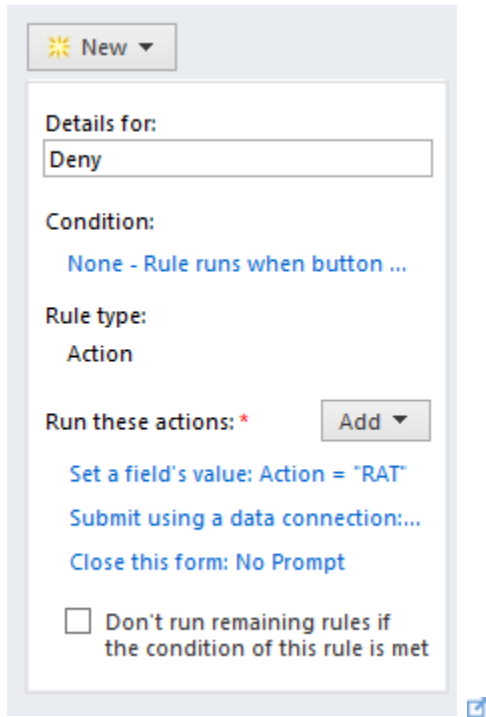 New
Details for:
Deny
Condition:
None - Rule runs when button ...
Rule type:
Action
Run these actions: *
Add
Set a field's value: Action = "RAT"
Submit using a data connection:...
Close this form: No Prompt
Don't run remaining rules if
the condition of this rule is met